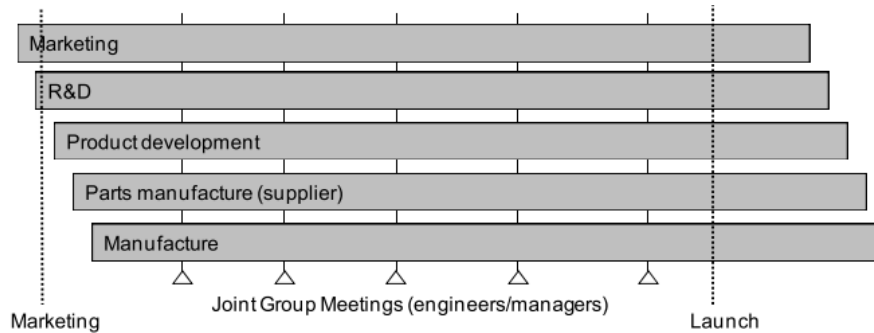 Marketing
R&D
Product development
Parts manufacture (supplier)
Manufacture
Joint Group Meetings (engineers/managers)
Marketing
Launch